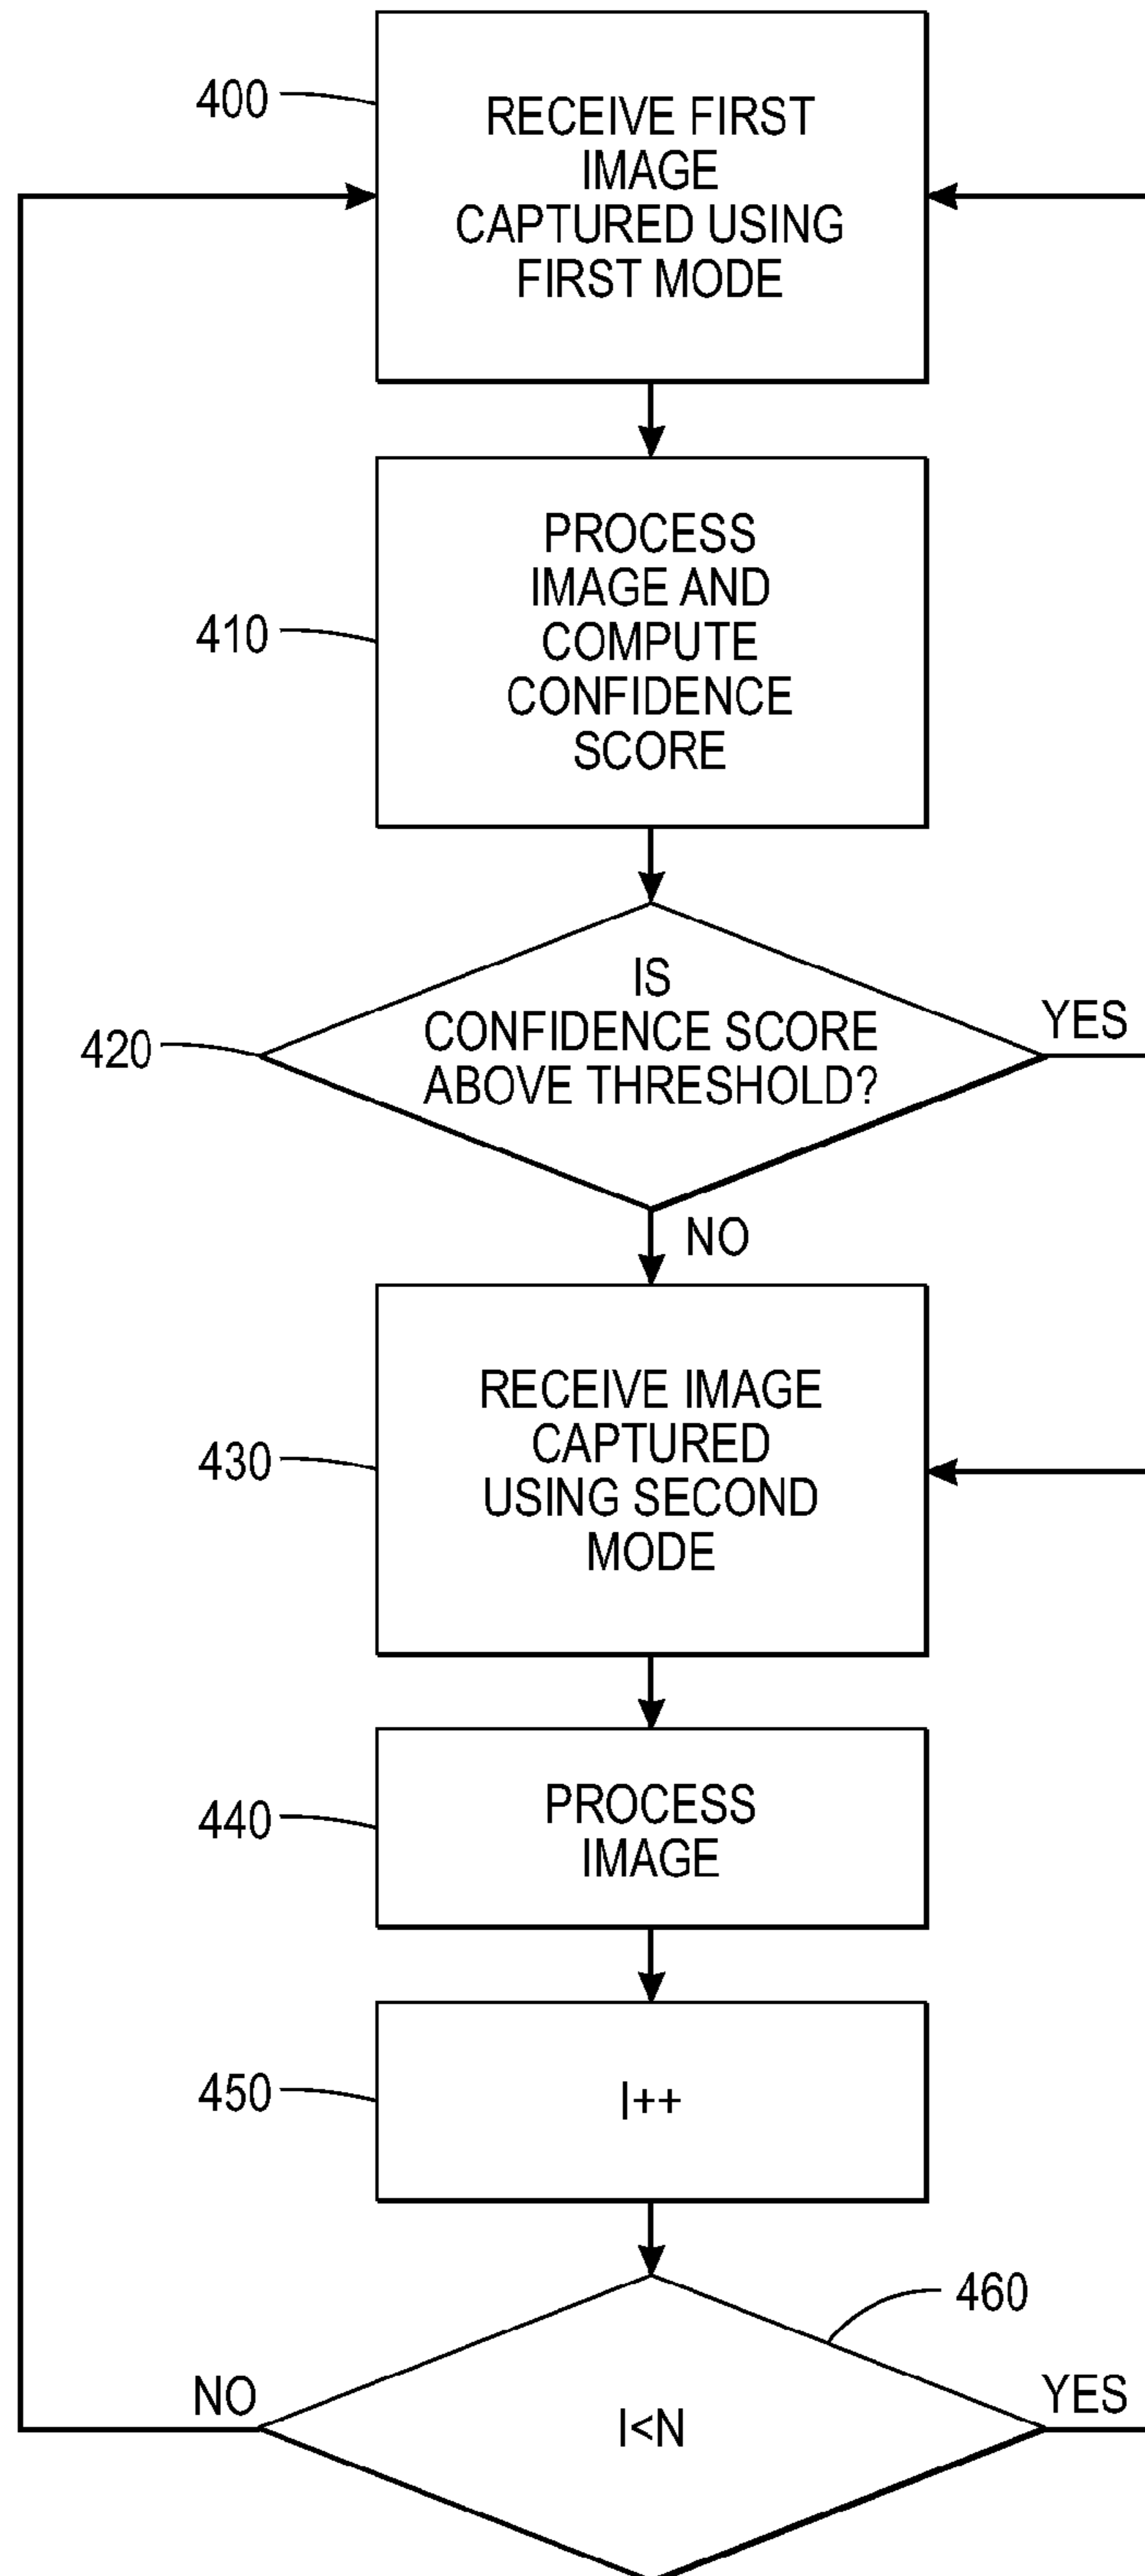 400
RECEIVE FIRST
IMAGE
CAPTURED USING
FIRST MODE
410
PROCESS
IMAGE AND
COMPUTE
CONFIDENCE
SCORE
420
IS
CONFIDENCE SCORE
ABOVE THRESHOLD?
YES
NO
430
RECEIVE IMAGE
CAPTURED
USING SECOND
MODE
440
PROCESS
IMAGE
450
I++
460
NO
I<N
YES